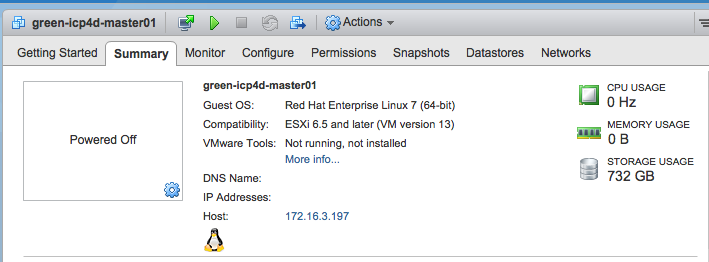 green-icp4d-master01
Actions
Getting Started Summary Monitor Configure Permissions Snapshots Datastores Networks
Powered Off
green-icp4d-master01
Guest OS: Red Hat Enterprise Linux 7 (64-bit)
Compatibility: ESXi 6.5 and later (VM version 13)
VMware Tools: Not running, not installed
More info...
DNS Name:
IP Addresses:
Host: 172.16.3.197
CPU USAGE
0 Hz
MEMORY USAGE
0 B
STORAGE USAGE
732 GB